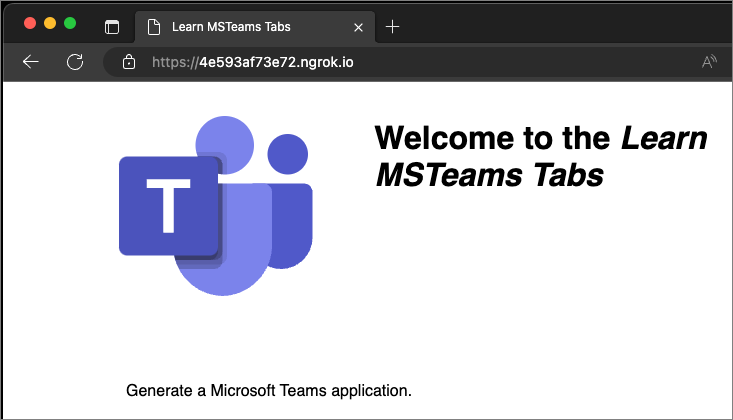 Learn MSTeams Tabs
https://4e593af73e72.ngrok.io
A
T
Welcome to the Learn
MSTeams Tabs
Generate a Microsoft Teams application.